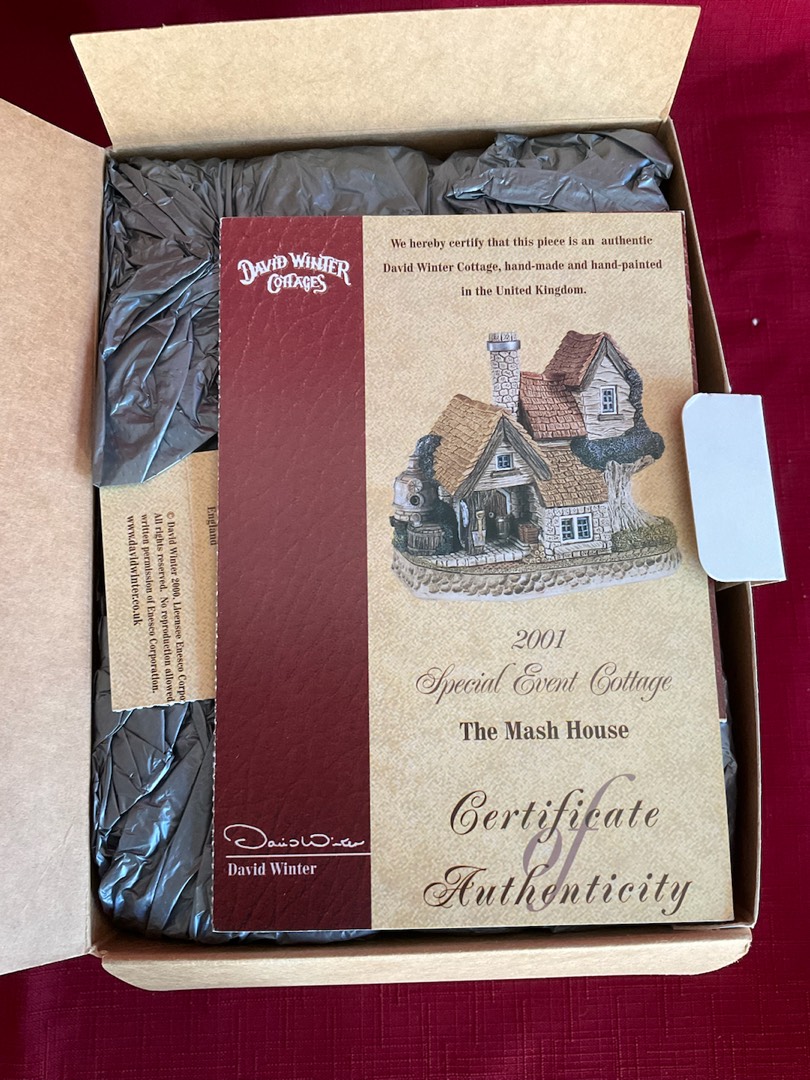 We hereby certify that this piece is an authentic
David Winter Cottage, hand-made and hand-painted
in the United Kingdom.
DAVID WINTER
COTTAGES
2001
Special Event Cottage
The Mash House
Certificate
of
Authenticity
David Winter
David Winter
England
© David Winter 2000. Licensee Enesco Corpo
All rights reserved. No reproduction allowed
written permission of Enesco Corporation.
www.davidwinter.co.uk